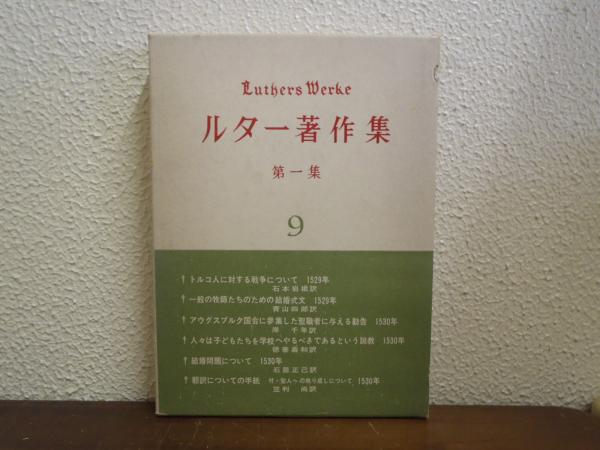 Luthers Werke
ルター著作集
第一集
9
† トルコ人に対する戦争について 1529年
石本岩根訳
† 一般の牧師たちのための結婚式文 1529年
青山四郎訳
† アウグスブルク国会に参集した聖職者に与える勧告 1530年
岸 千年訳
† 人々は子どもたちを学校へやるべきであるという説教 1530年
徳善義和訳
† 結婚問題について 1530年
石居正己訳
† 翻訳についての手紙 付・聖人への執り成しについて 1530年
笠利 尚訳